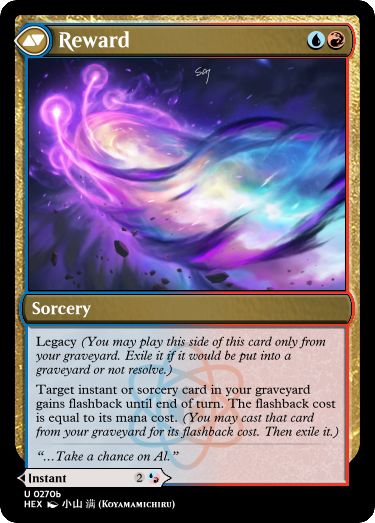 Reward
Sorcery
Legacy (You may play this side of this card only from
your graveyard. Exile it if it would be put into a
graveyard or not resolve.)
Target instant or sorcery card in your graveyard
gains flashback until end of turn. The flashback cost
is equal to its mana cost. (You may cast that card
from your graveyard for its flashback cost. Then exile it.)
“…Take a chance on Al.”
Instant 2
U 0270b
HEX 小山 满 (Koyamamichiru)